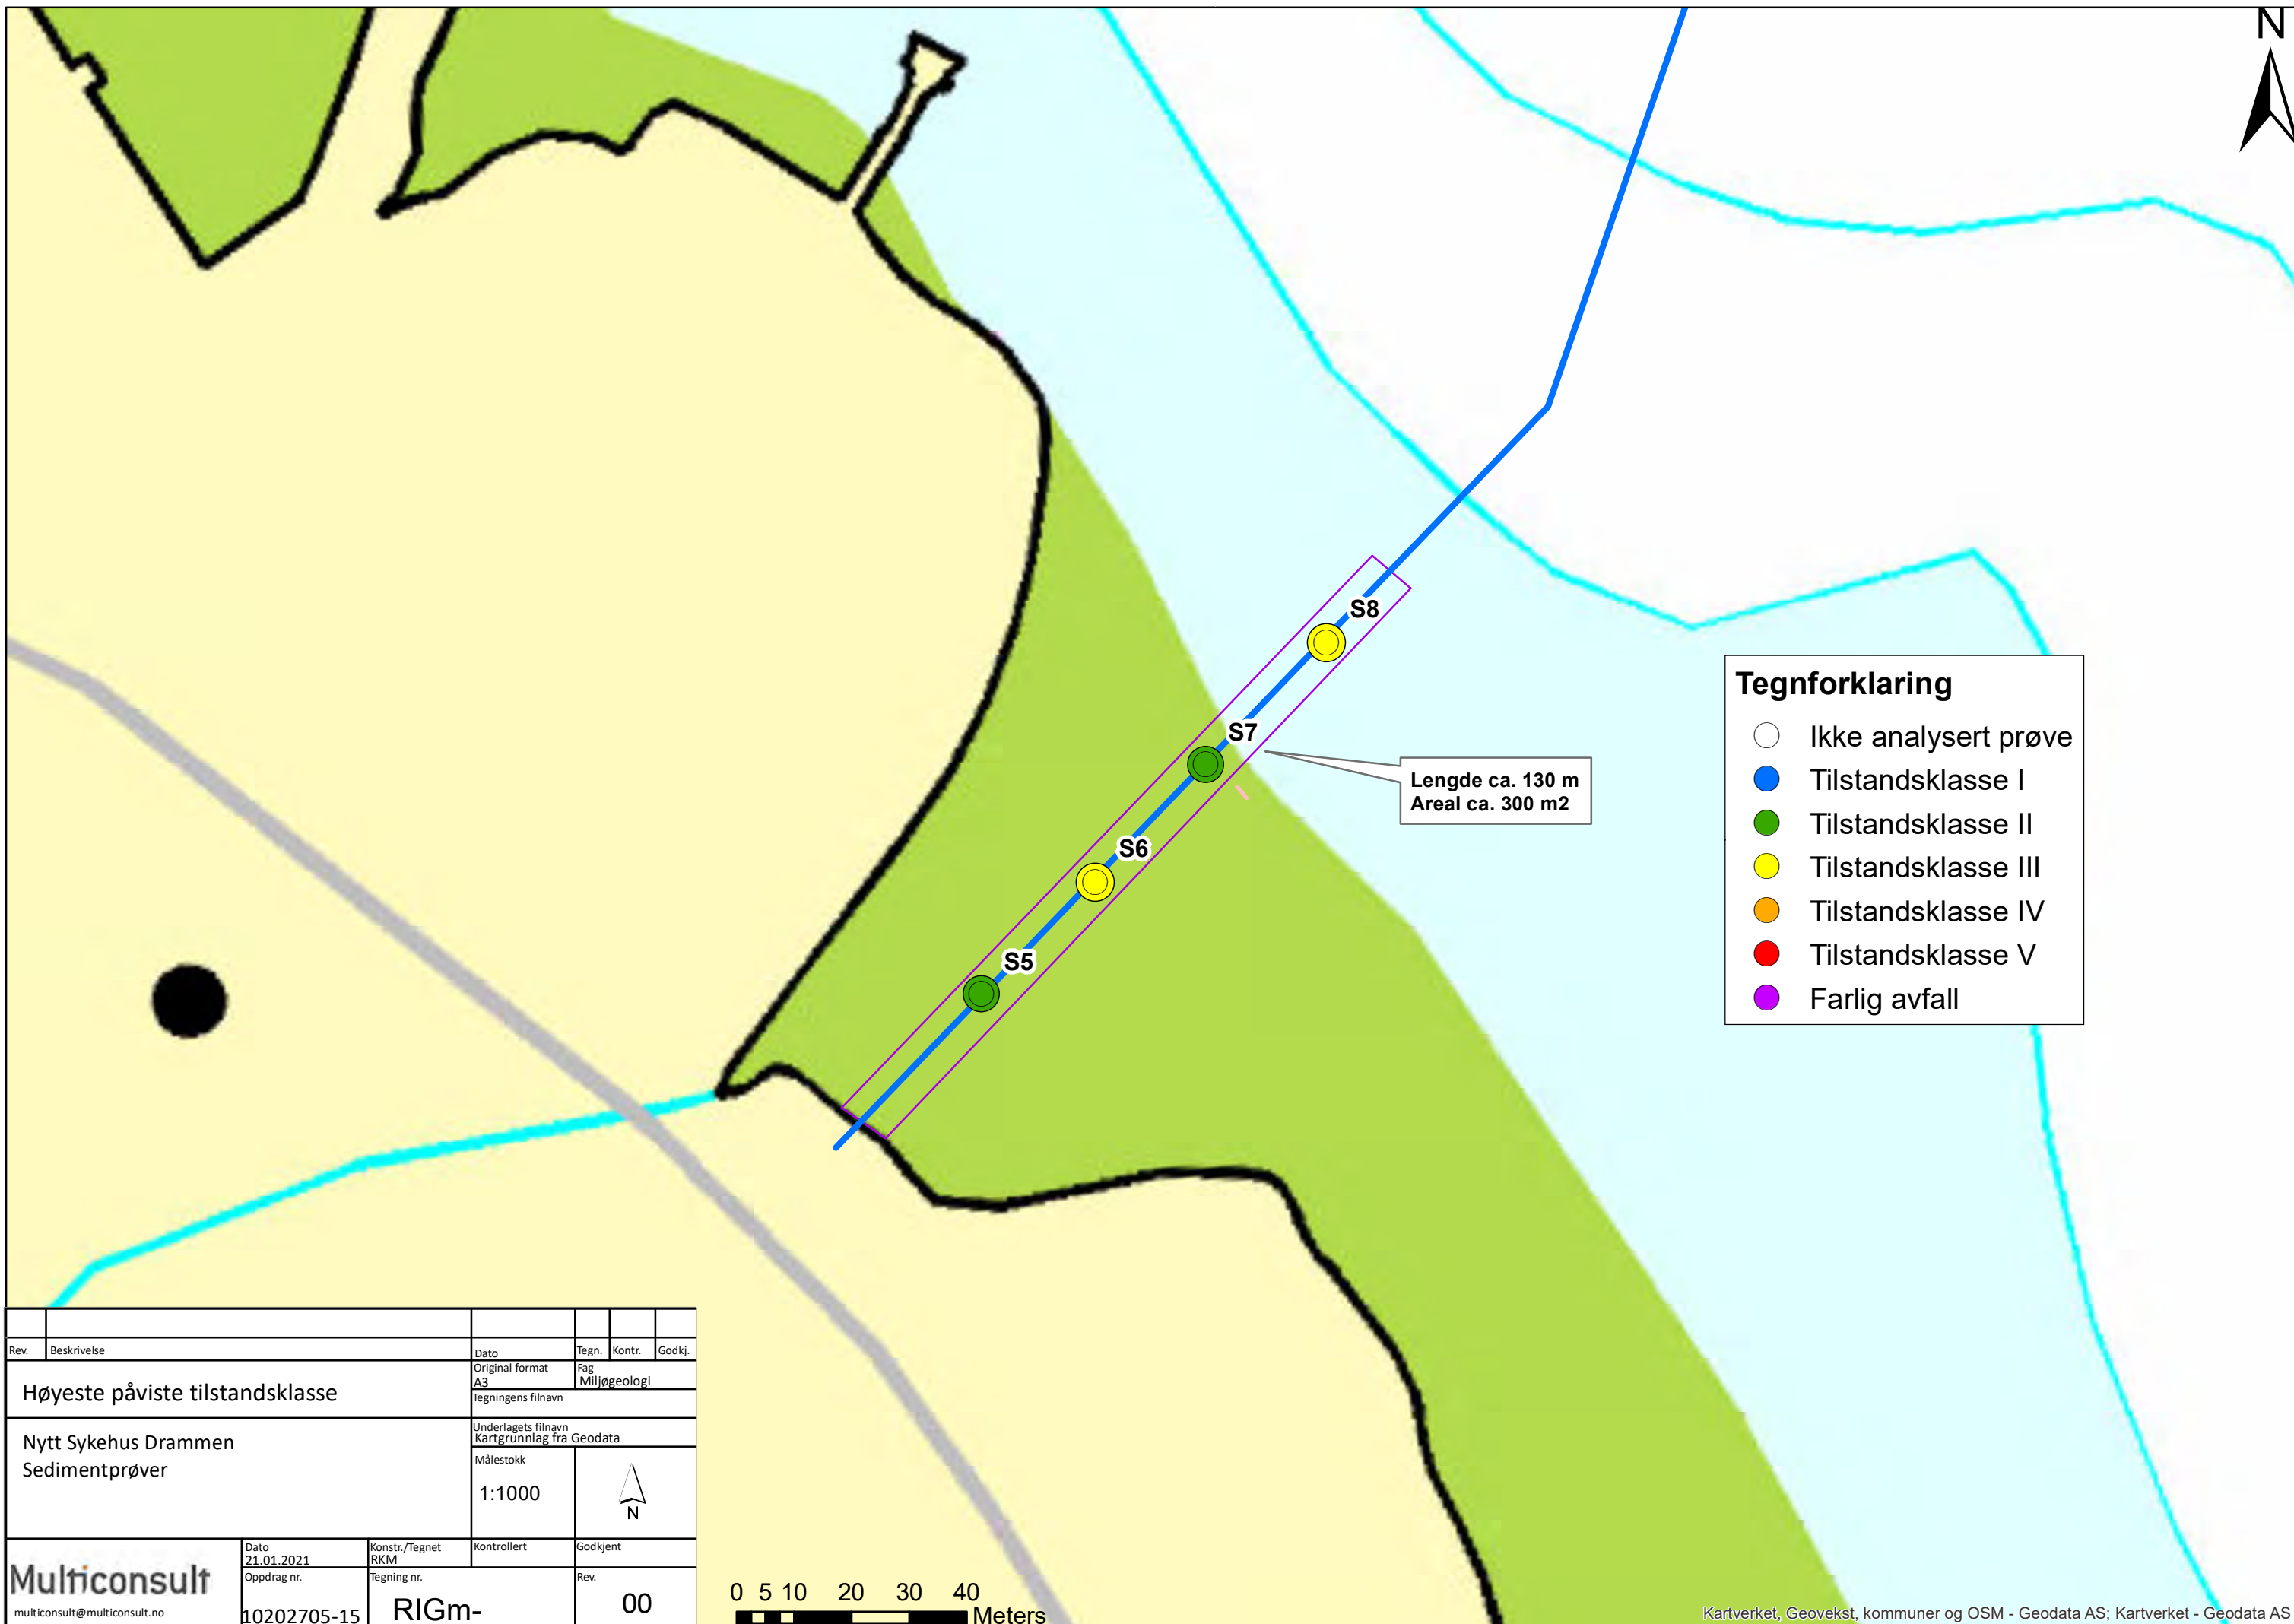 N
S8
S7
Lengde ca. 130 m
Areal ca. 300 m2
S6
S5
Tegnforklaring
Ikke analysert prøve
Tilstandsklasse I
Tilstandsklasse II
Tilstandsklasse III
Tilstandsklasse IV
Tilstandsklasse V
Farlig avfall
Rev. Beskrivelse Dato Tegn. Kontr. Godkj.
Høyeste påviste tilstandsklasse
Original format
A3
Fag
Miljøgeologi
Tegningens filnavn
Nytt Sykehus Drammen
Sedimentprøver
Underlagets filnavn
Kartgrunnlag fra Geodata
Målestokk
1:1000
N
Multiconsult
multiconsult@multiconsult.no
Dato
21.01.2021
Konstr./Tegnet
RKM
Kontrollert
Godkjent
Oppdrag nr.
10202705-15
Tegning nr.
RIGm-
Rev.
00
0 5 10 20 30 40
Meters
Kartverket, Geovekst, kommuner og OSM - Geodata AS; Kartverket - Geodata AS